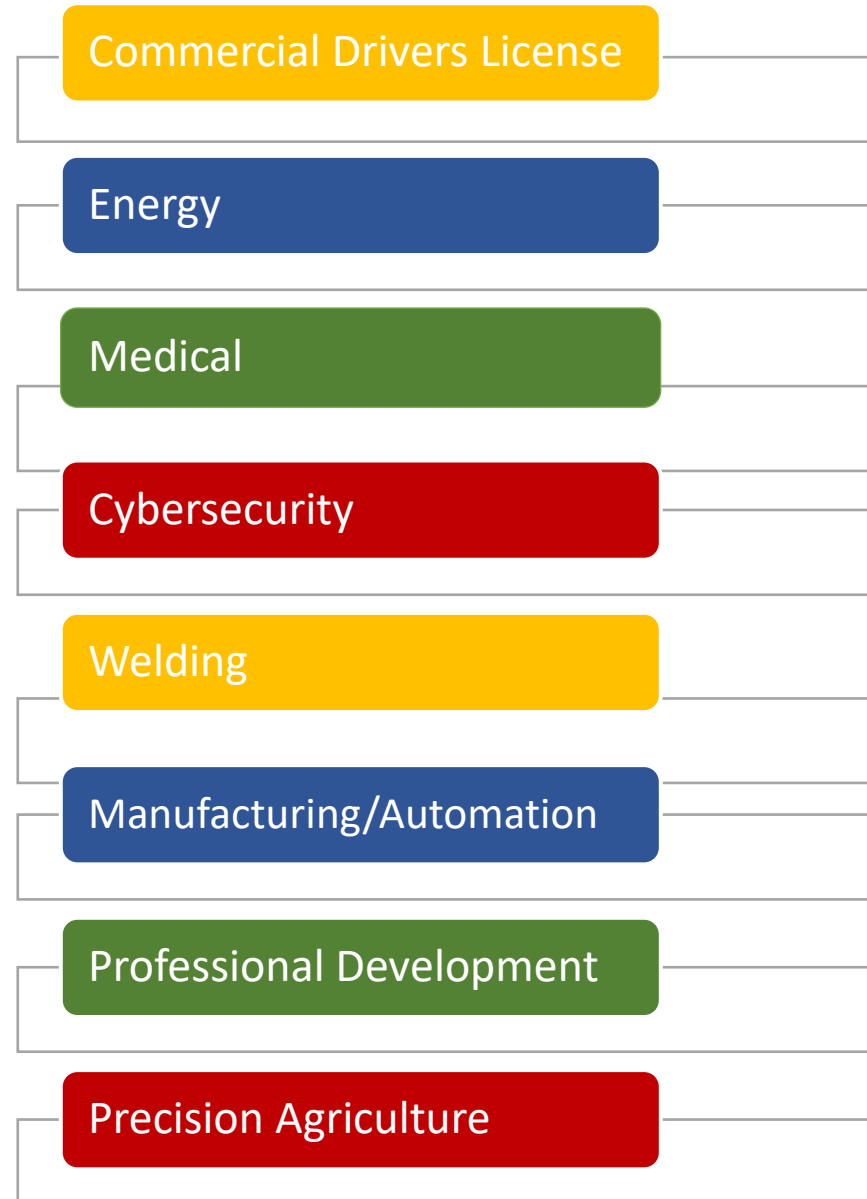 Commercial Drivers License
Energy
Medical
Cybersecurity
Welding
Manufacturing/Automation
Professional Development
Precision Agriculture